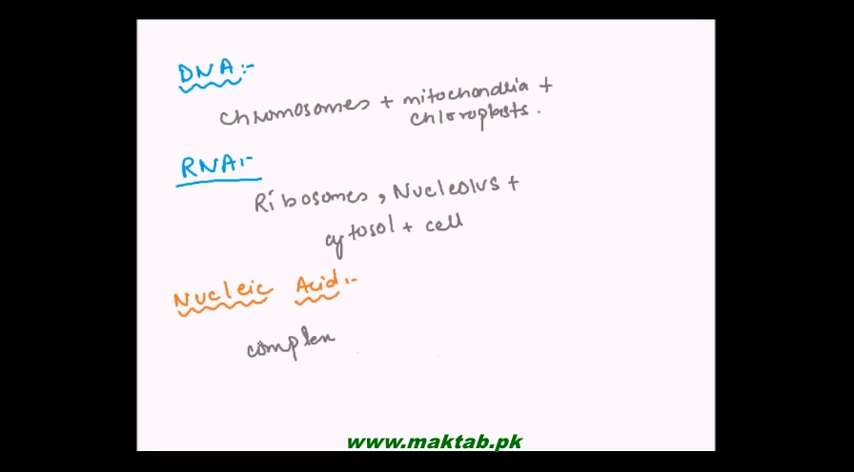 DNA:-
Chromosomes + mitochondria +
chloroplasts.
RNA:-
Ribosomes, Nucleolus +
cytosol + cell
Nucleic Acid:-
complex
www.maktab.pk